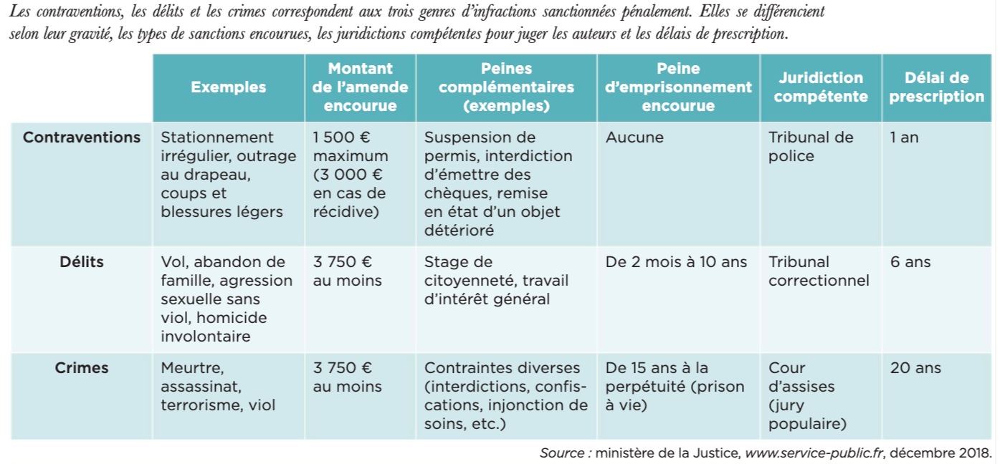 Les contraventions, les délits et les crimes correspondent aux trois genres d’infractions sanctionnées pénalement. Elles se différencient
selon leur gravité, les types de sanctions encourues, les juridictions compétentes pour juger les auteurs et les délais de prescription.
Exemples
Montant
de l’amende
encourue
Peines
complémentaires
(exemples)
Peine
d’emprisonnement
encourue
Juridiction
compétente
Délai de
prescription
Contraventions
Stationnement
irrégulier, outrage
au drapeau,
coups et
blessures légers
1 500 €
maximum
(3 000 €
en cas de
récidive)
Suspension de
permis, interdiction
d’émettre des
chèques, remise
en état d’un objet
détérioré
Aucune
Tribunal de
police
1 an
Délits
Vol, abandon de
famille, agression
sexuelle sans
viol, homicide
involontaire
3 750 €
au moins
Stage de
citoyenneté, travail
d’intérêt général
De 2 mois à 10 ans
Tribunal
correctionnel
6 ans
Crimes
Meurtre,
assassinat,
terrorisme, viol
3 750 €
au moins
Contraintes diverses
(interdictions, confis-
cations, injonction de
soins, etc.)
De 15 ans à la
perpétuité (prison
à vie)
Cour
d’assises
(jury
populaire)
20 ans
Source : ministère de la Justice, www.service-public.fr, décembre 2018.